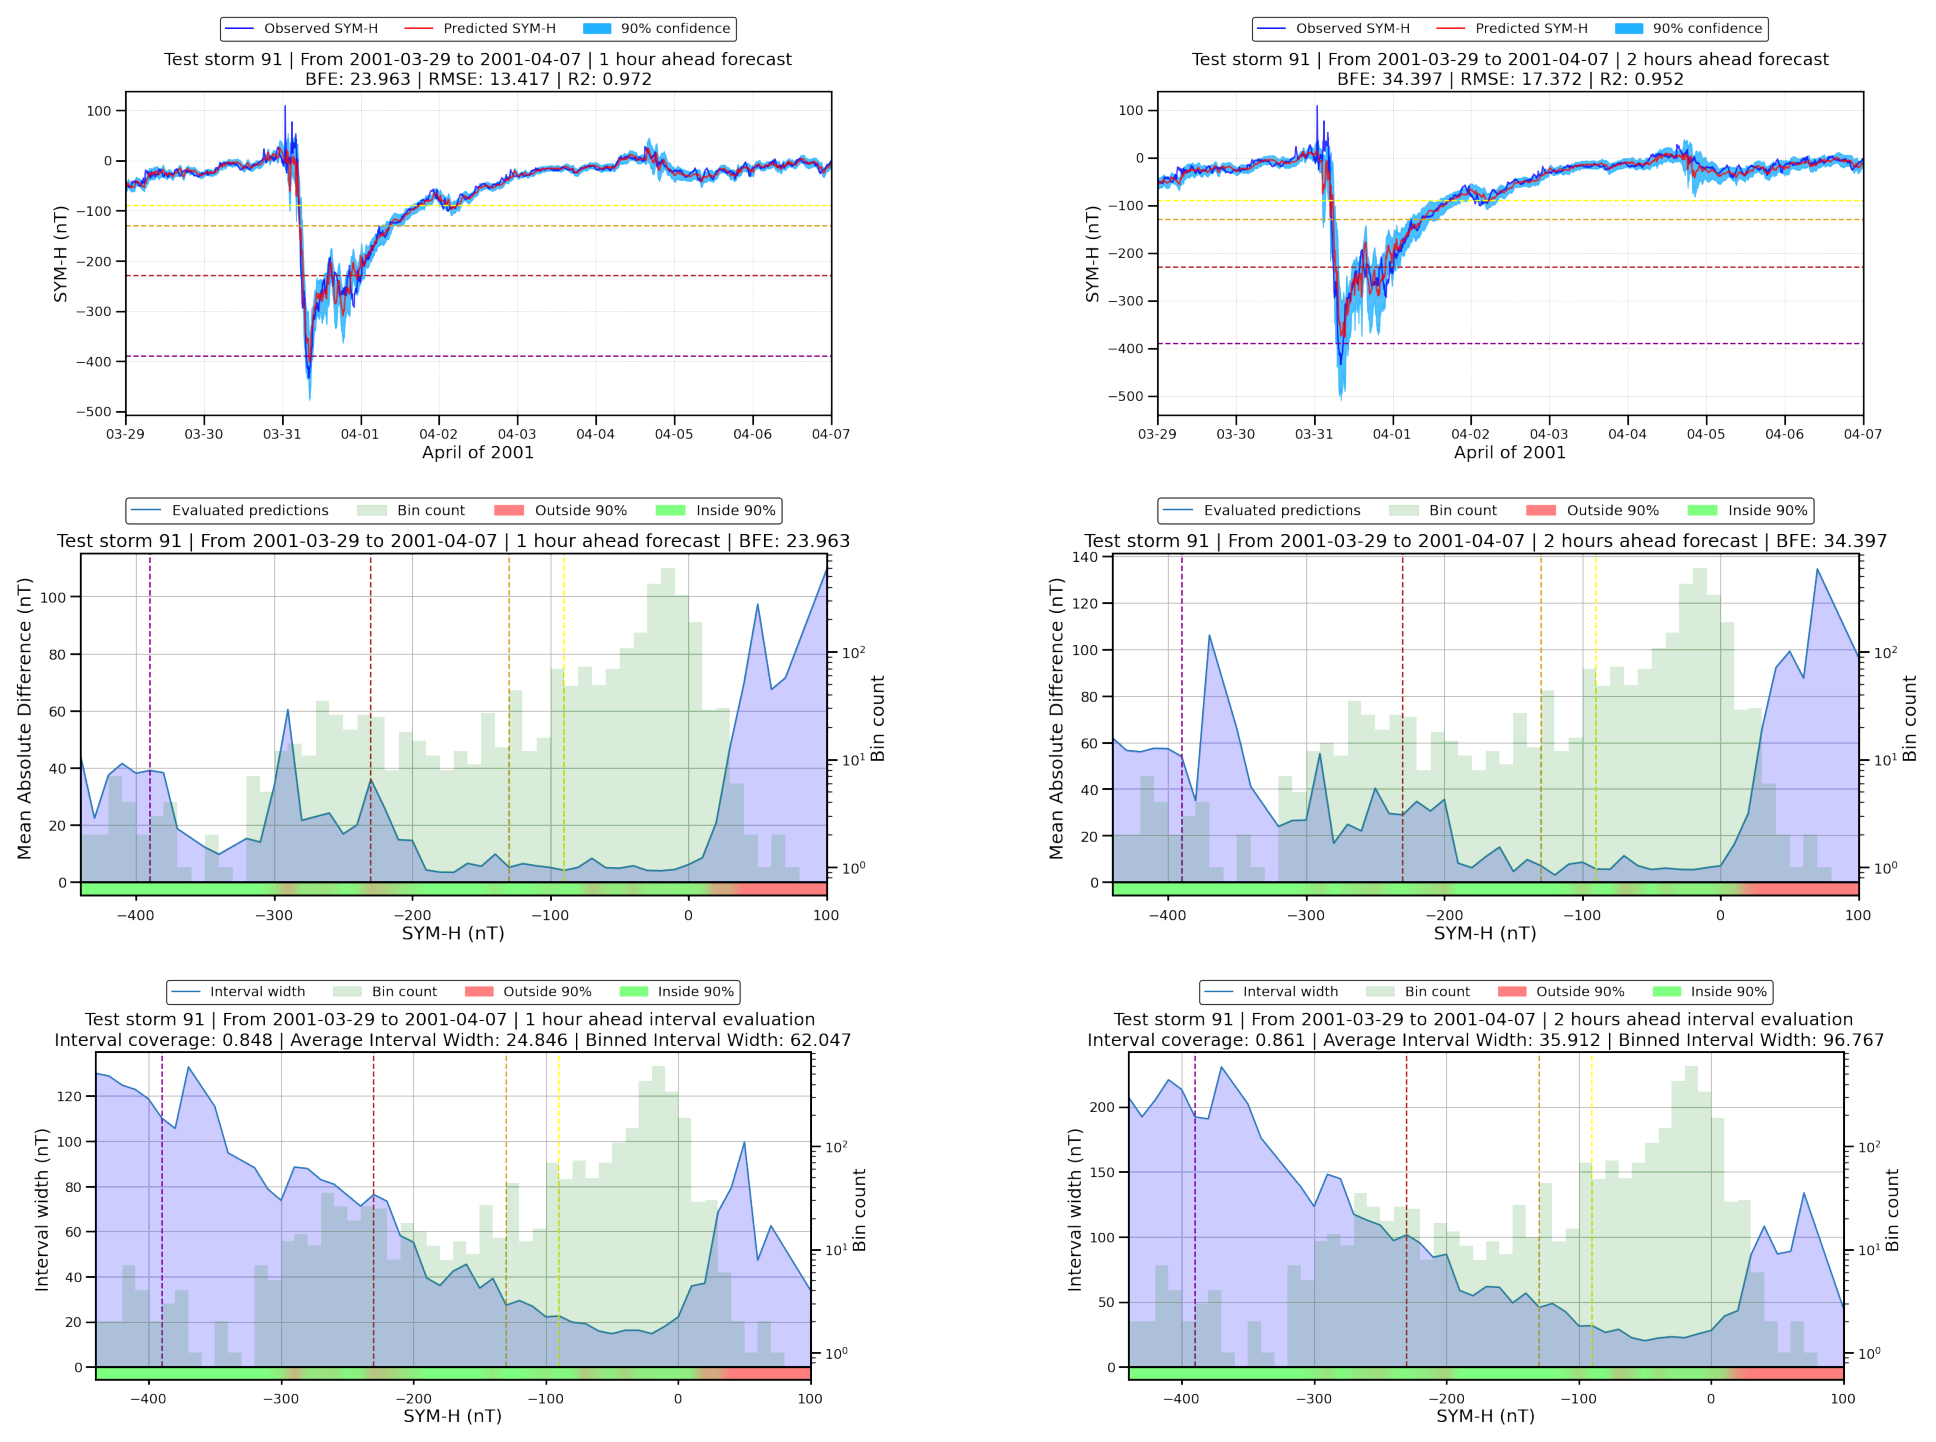 Observed SYM-H Predicted SYM-H 90% confidence
Test storm 91 | From 2001-03-29 to 2001-04-07 | 1 hour ahead forecast
BFE: 23.963 | RMSE: 13.417 | R2: 0.972
SYM-H (nT)
100
0
−100
−200
−300
−400
−500
03-29 03-30 03-31 04-01 04-02 04-03 04-04 04-05 04-06 04-07
April of 2001
Observed SYM-H Predicted SYM-H 90% confidence
Test storm 91 | From 2001-03-29 to 2001-04-07 | 2 hours ahead forecast
BFE: 34.397 | RMSE: 17.372 | R2: 0.952
SYM-H (nT)
100
0
−100
−200
−300
−400
−500
03-29 03-30 03-31 04-01 04-02 04-03 04-04 04-05 04-06 04-07
April of 2001
Evaluated predictions Bin count Outside 90% Inside 90%
Test storm 91 | From 2001-03-29 to 2001-04-07 | 1 hour ahead forecast | BFE: 23.963
Mean Absolute Difference (nT)
100
80
60
40
20
0
10²
10¹
10⁰
Bin count
−400 −300 −200 −100 0 100
SYM-H (nT)
Evaluated predictions Bin count Outside 90% Inside 90%
Test storm 91 | From 2001-03-29 to 2001-04-07 | 2 hours ahead forecast | BFE: 34.397
Mean Absolute Difference (nT)
140
120
100
80
60
40
20
0
10²
10¹
10⁰
Bin count
−400 −300 −200 −100 0 100
SYM-H (nT)
Interval width Bin count Outside 90% Inside 90%
Test storm 91 | From 2001-03-29 to 2001-04-07 | 1 hour ahead interval evaluation
Interval coverage: 0.848 | Average Interval Width: 24.846 | Binned Interval Width: 62.047
Interval width (nT)
120
100
80
60
40
20
0
10²
10¹
10⁰
Bin count
−400 −300 −200 −100 0 100
SYM-H (nT)
Interval width Bin count Outside 90% Inside 90%
Test storm 91 | From 2001-03-29 to 2001-04-07 | 2 hours ahead interval evaluation
Interval coverage: 0.861 | Average Interval Width: 35.912 | Binned Interval Width: 96.767
Interval width (nT)
200
150
100
50
0
10²
10¹
10⁰
Bin count
−400 −300 −200 −100 0 100
SYM-H (nT)